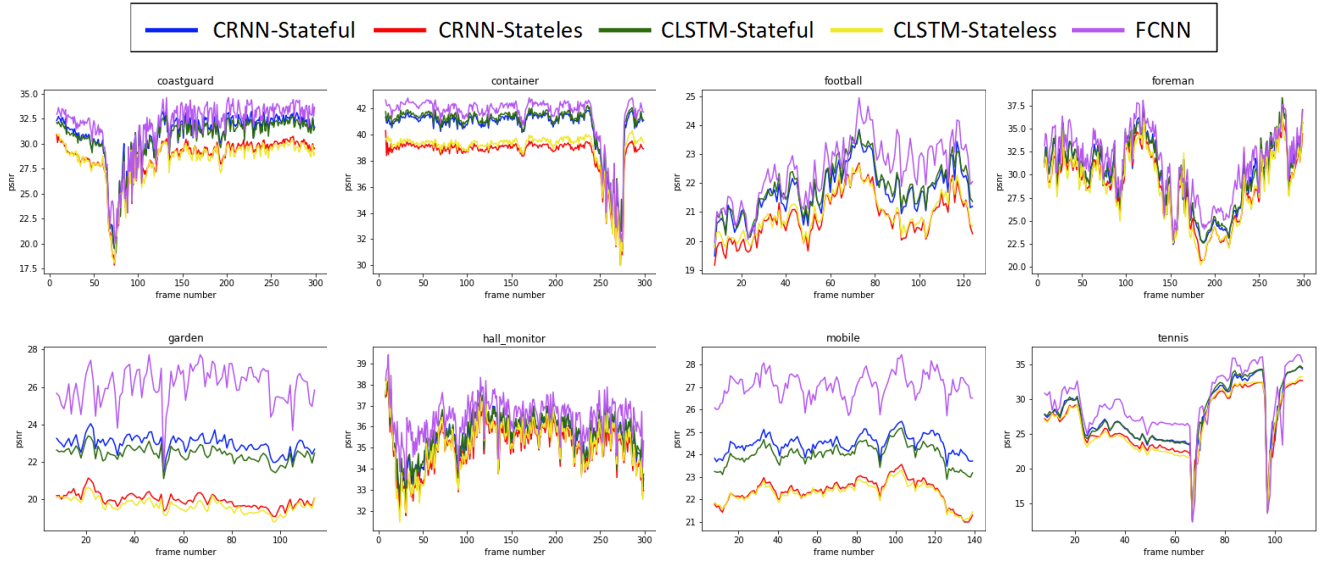 CRNN-Stateful CRNN-Stateles CLSTM-Stateful CLSTM-Stateless FCNN
coastguard
35.0
32.5
30.0
27.5
25.0
22.5
20.0
17.5
psnr
0 50 100 150 200 250 300
frame number
container
42
40
38
36
34
32
30
psnr
0 50 100 150 200 250 300
frame number
football
25
24
23
22
21
20
19
psnr
20 40 60 80 100 120
frame number
foreman
37.5
35.0
32.5
30.0
27.5
25.0
22.5
20.0
psnr
0 50 100 150 200 250 300
frame number
garden
28
26
24
22
20
psnr
20 40 60 80 100
frame number
hall_monitor
39
38
37
36
35
34
33
32
psnr
0 50 100 150 200 250 300
frame number
mobile
28
27
26
25
24
23
22
21
psnr
20 40 60 80 100 120 140
frame number
tennis
35
30
25
20
15
psnr
20 40 60 80 100
frame number